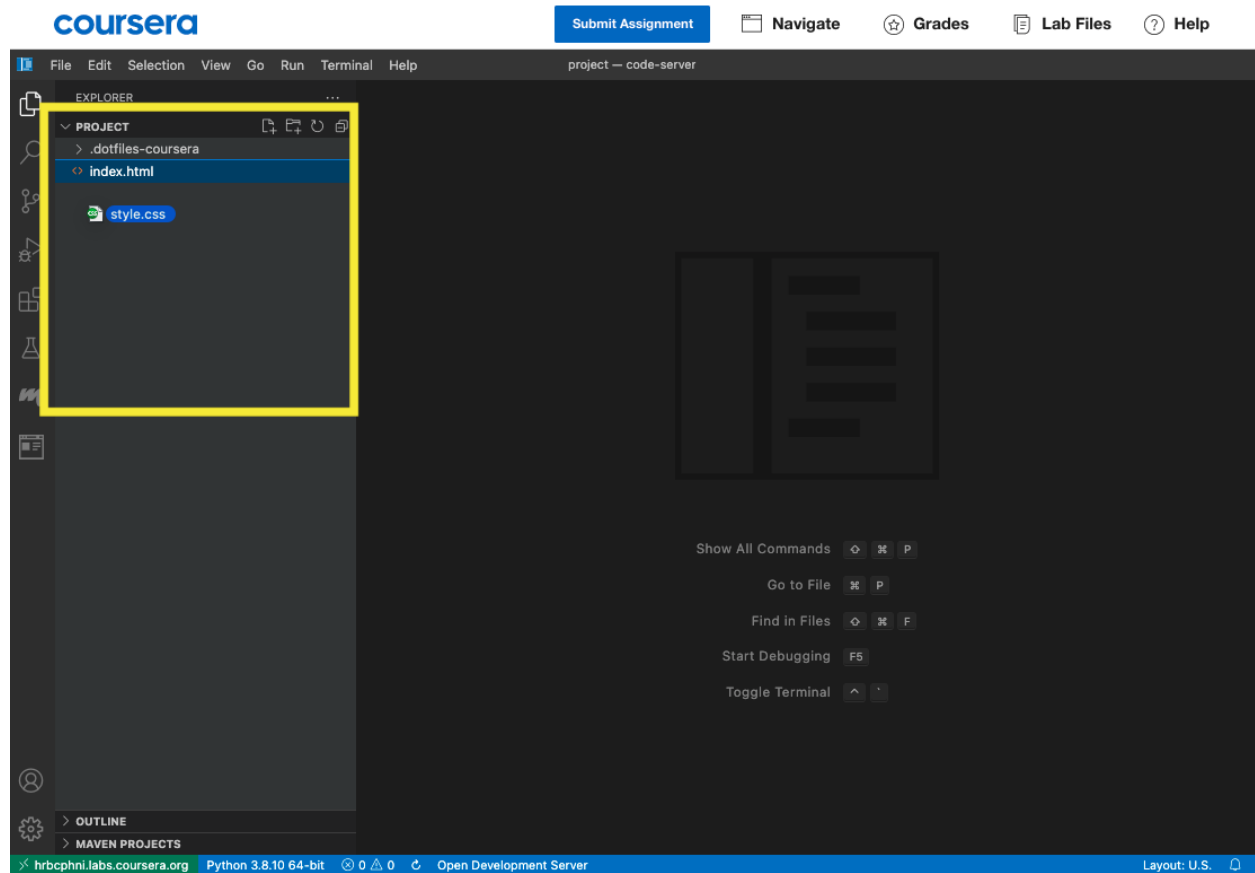 coursera
Submit Assignment Navigate Grades Lab Files ? Help
File Edit Selection View Go Run Terminal Help project — code-server
EXPLORER ...
PROJECT
.dotfiles-coursera
index.html
style.css
Show All Commands ⇧ ⌘ P
Go to File ⌘ P
Find in Files ⇧ ⌘ F
Start Debugging F5
Toggle Terminal ^ `
OUTLINE
MAVEN PROJECTS
hrbcphni.labs.coursera.org Python 3.8.10 64-bit 0 0 Open Development Server Layout: U.S.